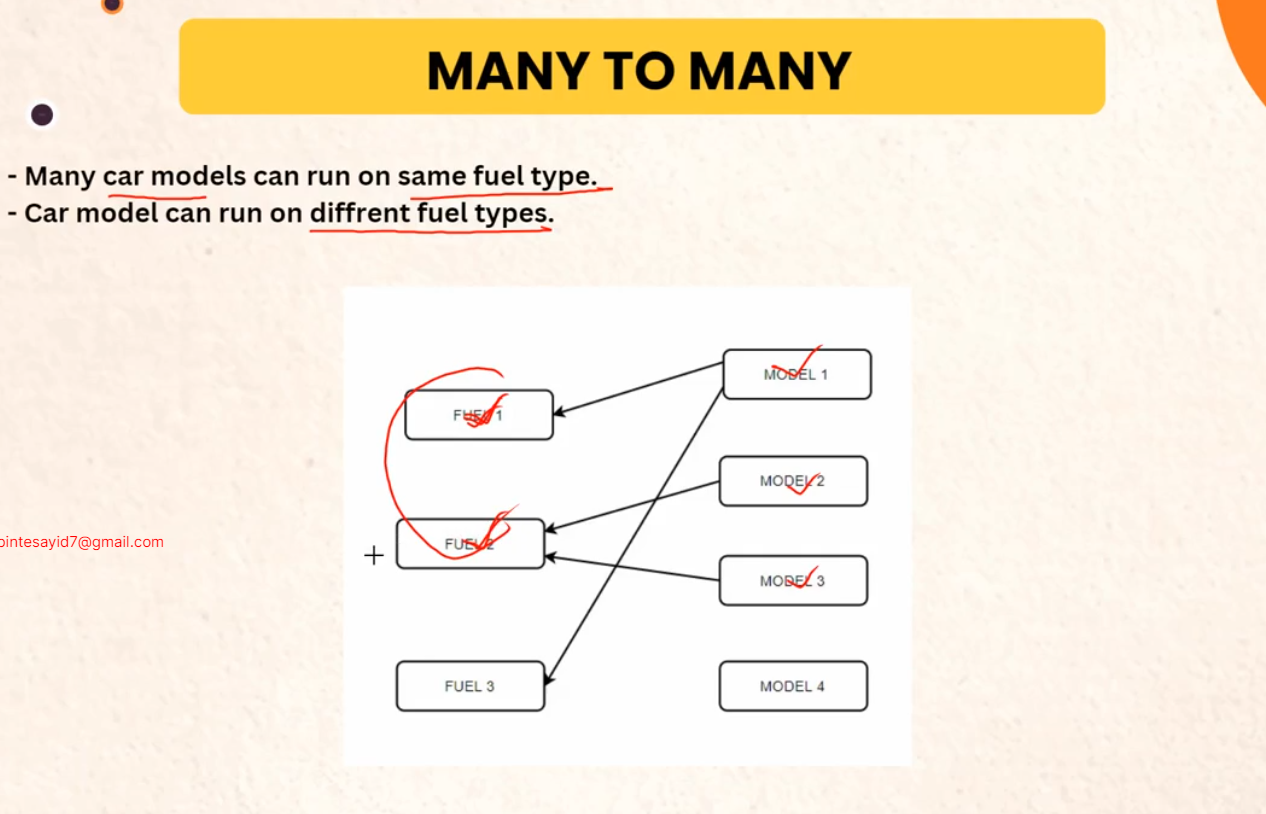 MANY TO MANY
- Many car models can run on same fuel type.
- Car model can run on diffrent fuel types.
MODEL 1
FUEL 1
MODEL 2
FUEL 2
pintesayid7@gmail.com
MODEL 3
FUEL 3
MODEL 4